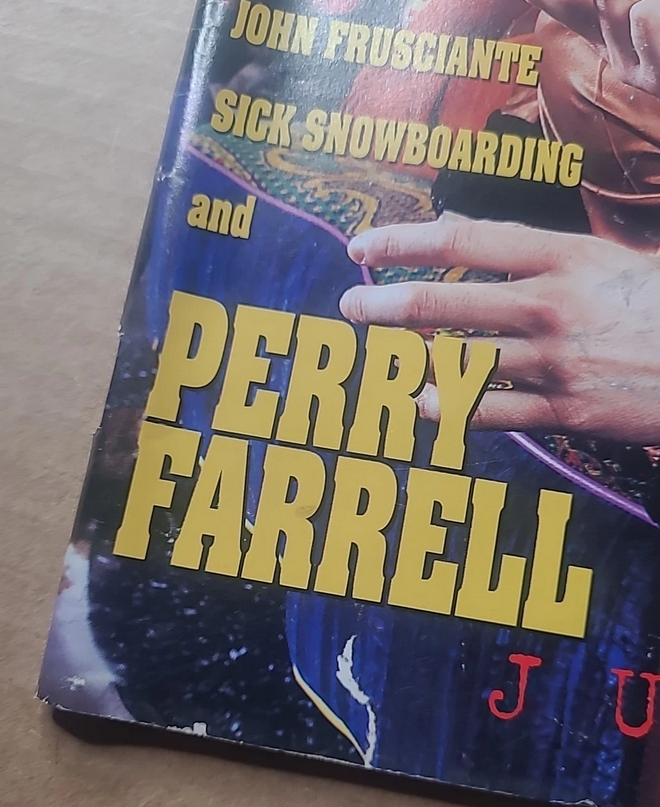 JOHN FRUSCIANTE
SICK SNOWBOARDING
and
PERRY
FARRELL
J U